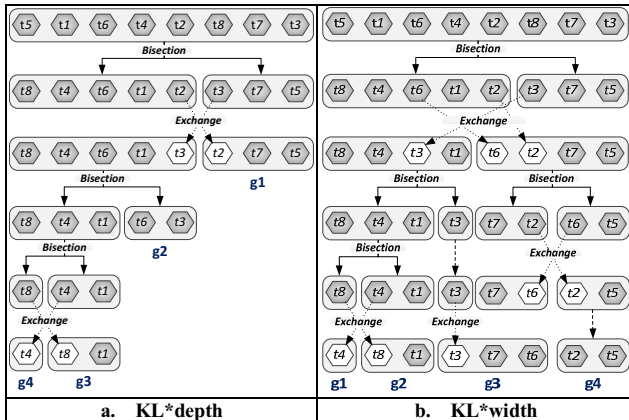 t5 t1 t6 t4 t2 t8 t7 t3
Bisection
t8 t4 t6 t1 t2 t3 t7 t5
Exchange
t8 t4 t6 t1 t3 t2 t7 t5
Bisection
g1
t8 t4 t1 t6 t3
Bisection
g2
t8 t4 t1
Exchange
t4 t8 t1
g4 g3
a. KL*depth
t5 t1 t6 t4 t2 t8 t7 t3
Bisection
t8 t4 t6 t1 t2 t3 t7 t5
Exchange
t8 t4 t3 t1 t6 t2 t7 t5
Bisection Bisection
t8 t4 t1 t3 t7 t2 t6 t5
Bisection Exchange
t8 t4 t1 t3 t7 t6 t2 t5
Exchange Exchange
t4 t8 t1 t3 t7 t6 t2 t5
g1 g2 g3 g4
b. KL*width